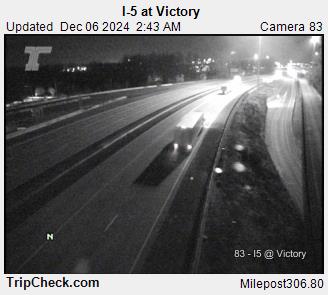 I-5 at Victory
Updated Dec 06 2024 2:43 AM Camera 83
T
N
83 - I5 @ Victory
TripCheck.com Milepost306.80